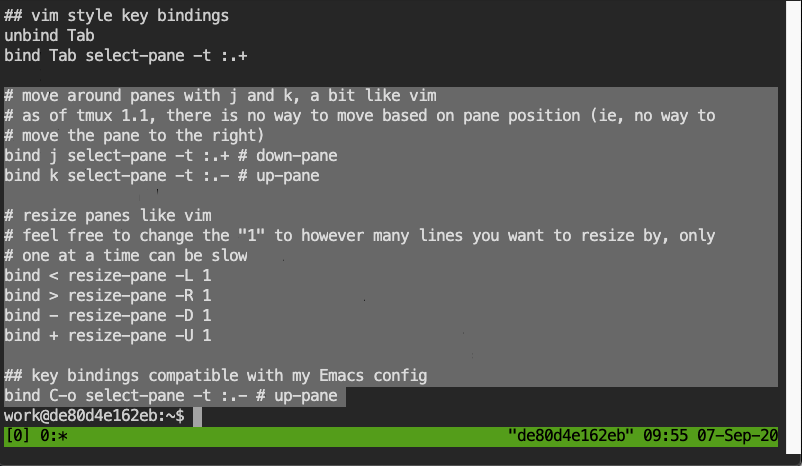 ## vim style key bindings
unbind Tab
bind Tab select-pane -t :.+
# move around panes with j and k, a bit like vim
# as of tmux 1.1, there is no way to move based on pane position (ie, no way to
# move the pane to the right)
bind j select-pane -t :.+ # down-pane
bind k select-pane -t :.- # up-pane
# resize panes like vim
# feel free to change the "1" to however many lines you want to resize by, only
# one at a time can be slow
bind < resize-pane -L 1
bind > resize-pane -R 1
bind - resize-pane -D 1
bind + resize-pane -U 1
## key bindings compatible with my Emacs config
bind C-o select-pane -t :.- # up-pane
work@de80d4e162eb:~$
[0] 0:* "de80d4e162eb" 09:55 07-Sep-20